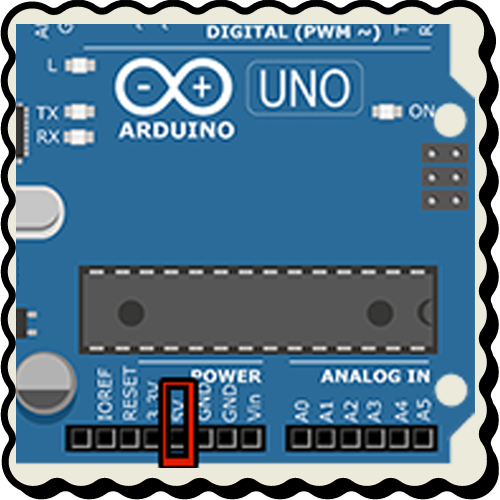 DIGITAL (PWM ~)
L
TX
RX
UNO
ON
ARDUINO
POWER
ANALOG IN
IOREF
RESET
3.3V
5V
GND
GND
Vin
A0
A1
A2
A3
A4
A5